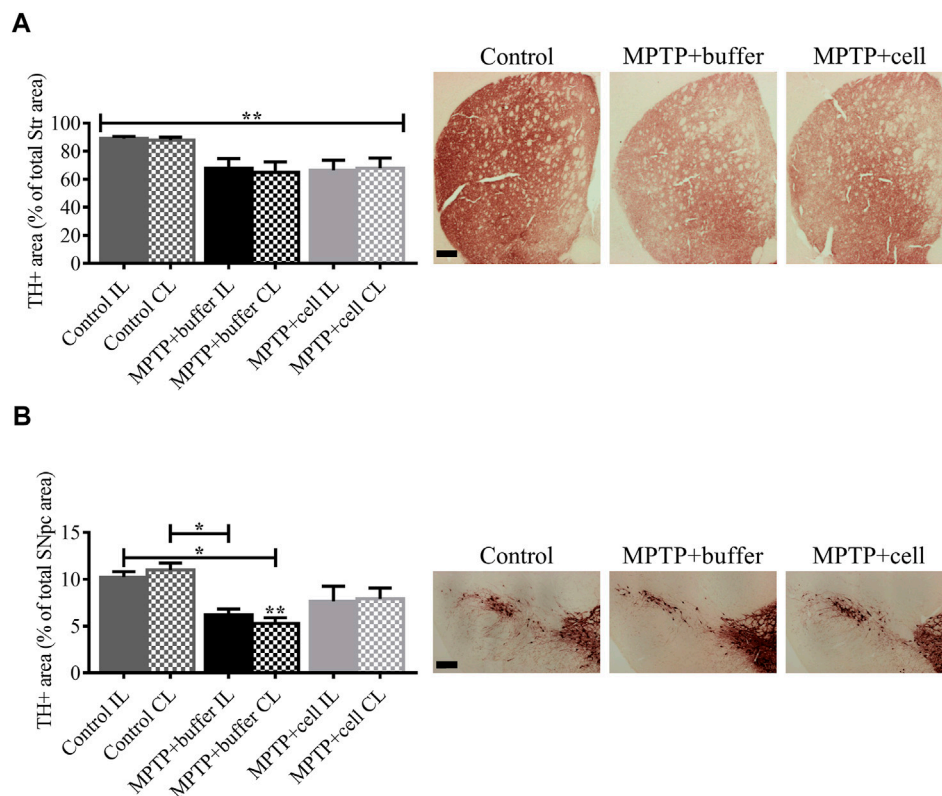 A
Control
MPTP+buffer
MPTP+cell
TH+ area (% of total Str area)
100
80
60
40
20
0
**
Control IL
Control CL
MPTP+buffer IL
MPTP+buffer CL
MPTP+cell IL
MPTP+cell CL
B
Control
MPTP+buffer
MPTP+cell
TH+ area (% of total SNpc area)
15
10
5
0
*
*
**
Control IL
Control CL
MPTP+buffer IL
MPTP+buffer CL
MPTP+cell IL
MPTP+cell CL